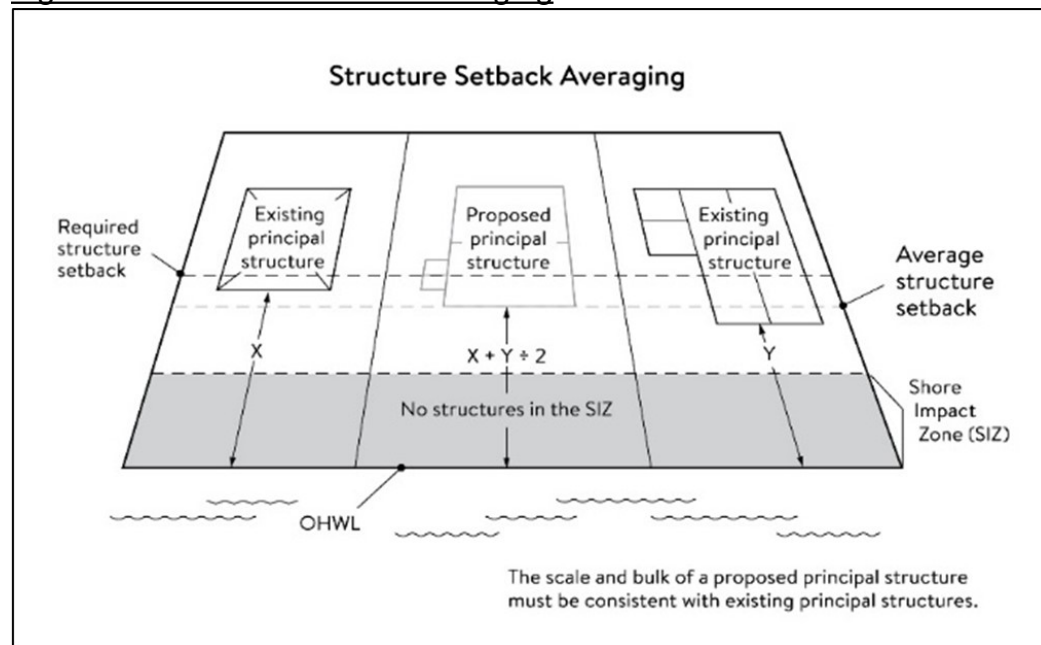 Structure Setback Averaging
Required
structure
setback
Existing
principal
structure
Proposed
principal
structure
Existing
principal
structure
Average
structure
setback
X
X + Y ÷ 2
Y
No structures in the SIZ
Shore
Impact
Zone (SIZ)
OHWL
The scale and bulk of a proposed principal structure
must be consistent with existing principal structures.